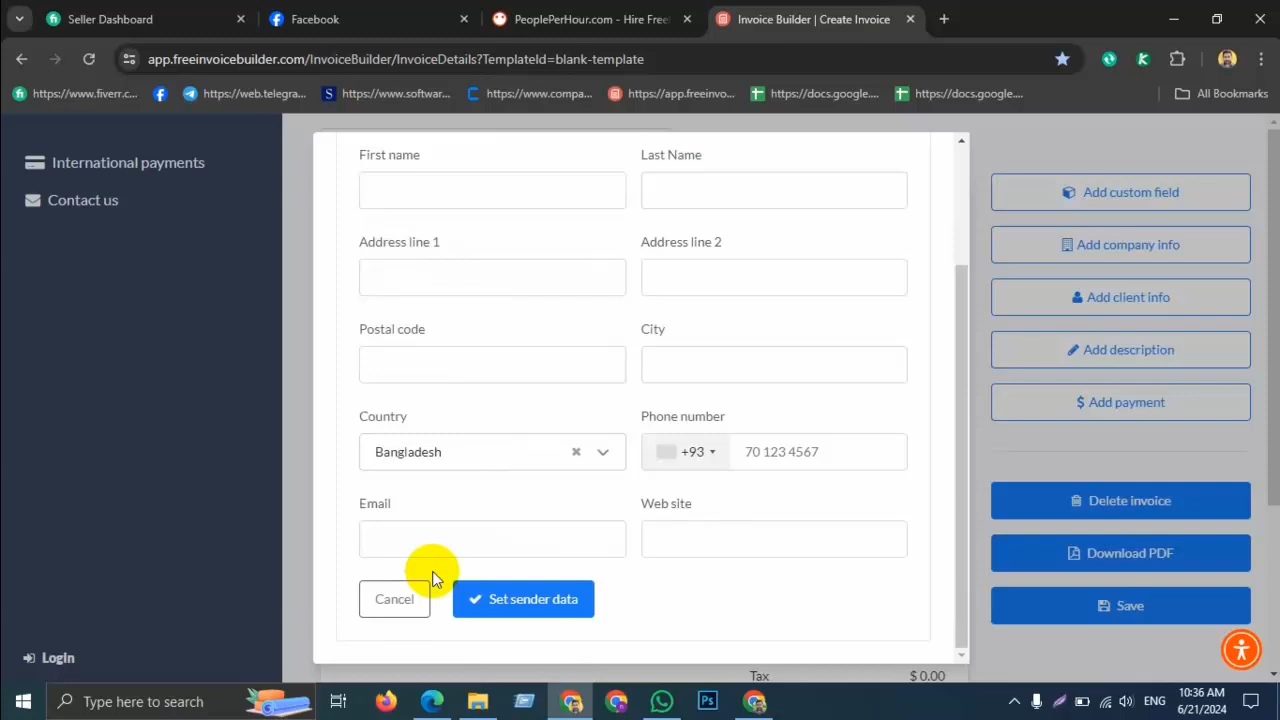 Seller Dashboard
Facebook
PeoplePerHour.com - Hire Free
Invoice Builder | Create Invoice
app.freeinvoicebuilder.com/InvoiceBuilder/InvoiceDetails?TemplateId=blank-template
https://www.fiverr.c...
https://web.telegra...
https://www.softwar...
https://www.compa...
https://app.freeinvo...
https://docs.google....
https://docs.google....
All Bookmarks
International payments
Contact us
Login
First name
Last Name
Address line 1
Address line 2
Postal code
City
Country
Phone number
Bangladesh
+93
70 123 4567
Email
Web site
Cancel
Set sender data
Add custom field
Add company info
Add client info
Add description
$ Add payment
Delete invoice
Download PDF
Save
Tax
$ 0.00
Type here to search
Ps
ENG
10:36 AM
6/21/2024